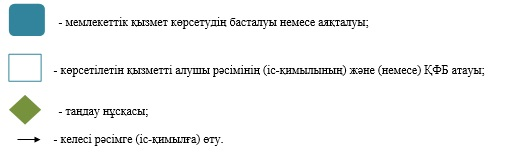 - мемлекеттік қызмет көрсетудің басталуы немесе аяқталуы;
- көрсетілетін қызметті алушы рәсімінің (іс-қимылының) және (немесе) ҚФБ атауы;
- таңдау нұсқасы;
- келесі рәсімге (іс-қимылға) өту.